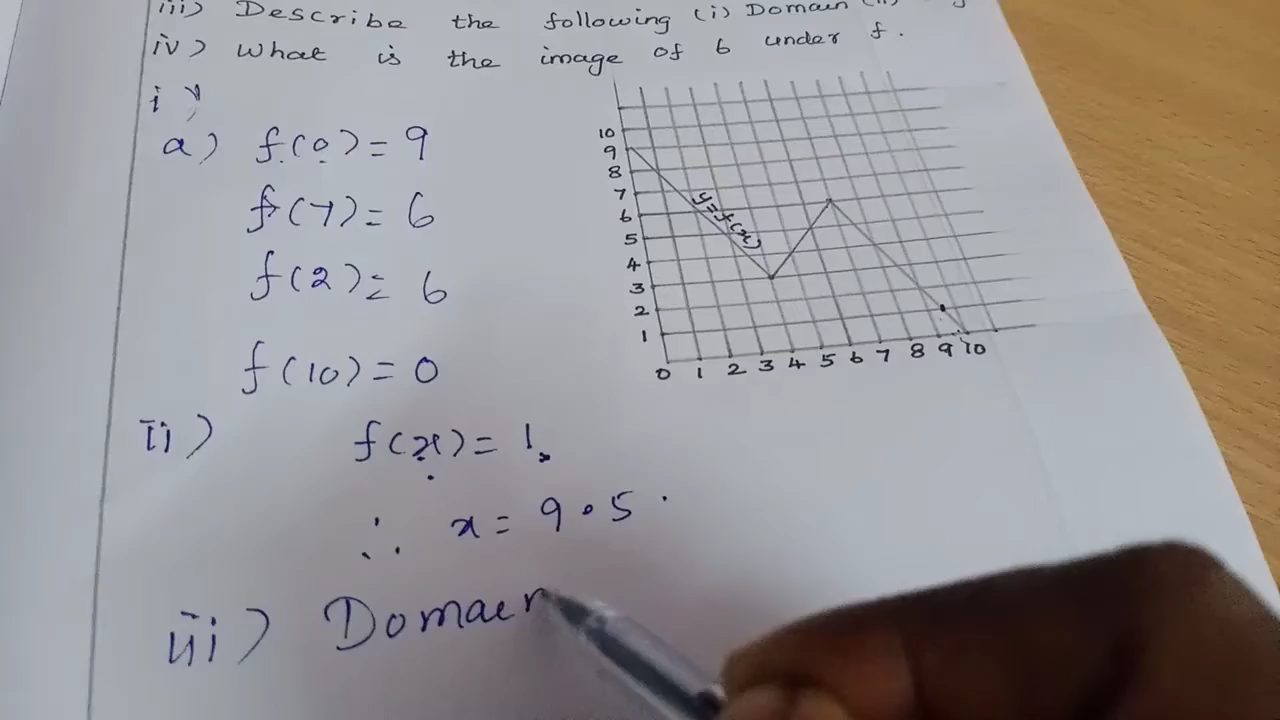 iii) Describe the following (i) Domain
iv) What is the image of 6 under f.
i)
a) f(0) = 9
f(7) = 6
f(2) = 6
f(10) = 0
ii) f(x) = 1.
∴ x = 9.5.
iii) Domain
10
9
8
7
6
5
4
3
2
1
y=f(x)
0 1 2 3 4 5 6 7 8 9 10